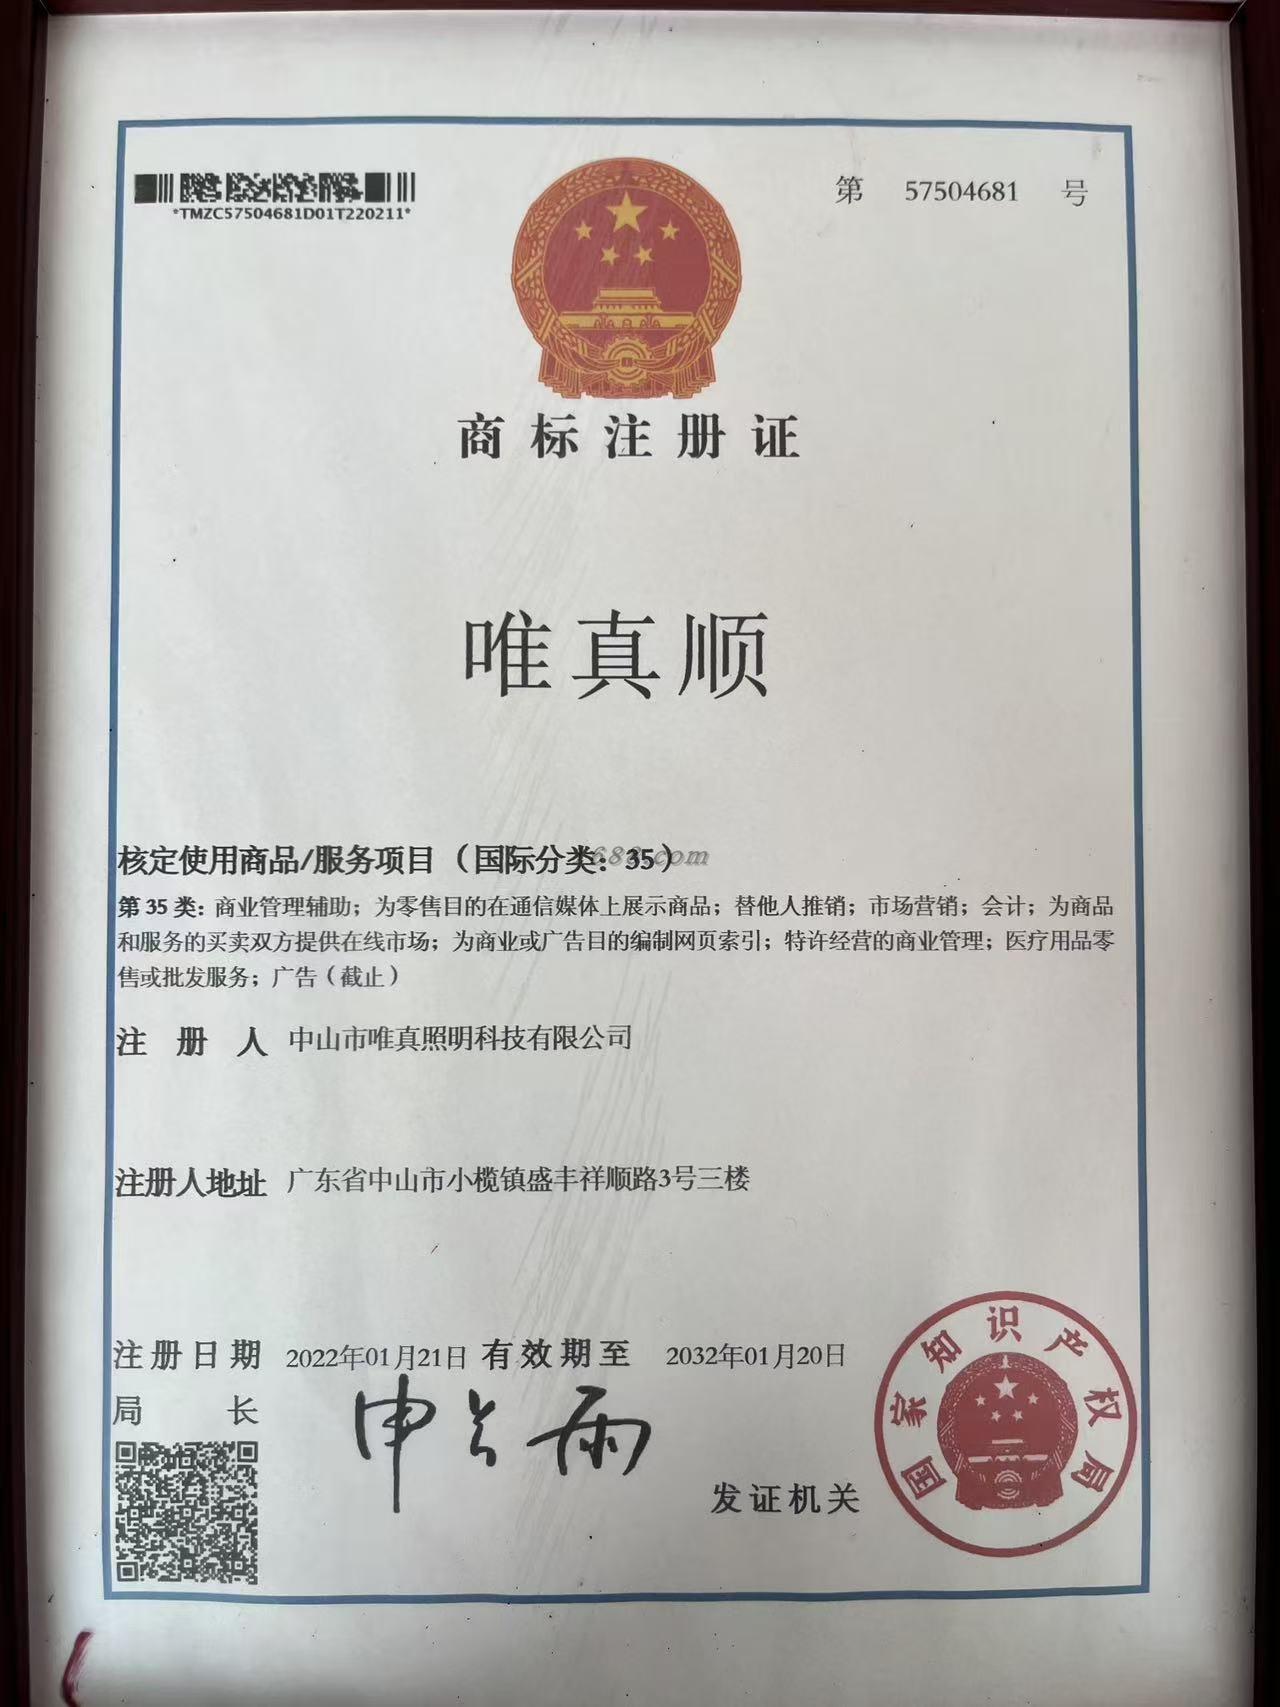 *TMZC57504681D01T220211*
第 57504681 号
商标注册证
唯真顺
核定使用商品/服务项目（国际分类：35）
第 35 类：商业管理辅助；为零售目的在通信媒体上展示商品；替他人推销；市场营销；会计；为商品
和服务的买卖双方提供在线市场；为商业或广告目的编制网页索引；特许经营的商业管理；医疗用品零
售或批发服务；广告（截止）
注 册 人 中山市唯真照明科技有限公司
注册人地址 广东省中山市小榄镇盛丰祥顺路3号三楼
注册日期 2022年01月21日 有效期至 2032年01月20日
局 长 申长雨
发证机关
国家知识产权局